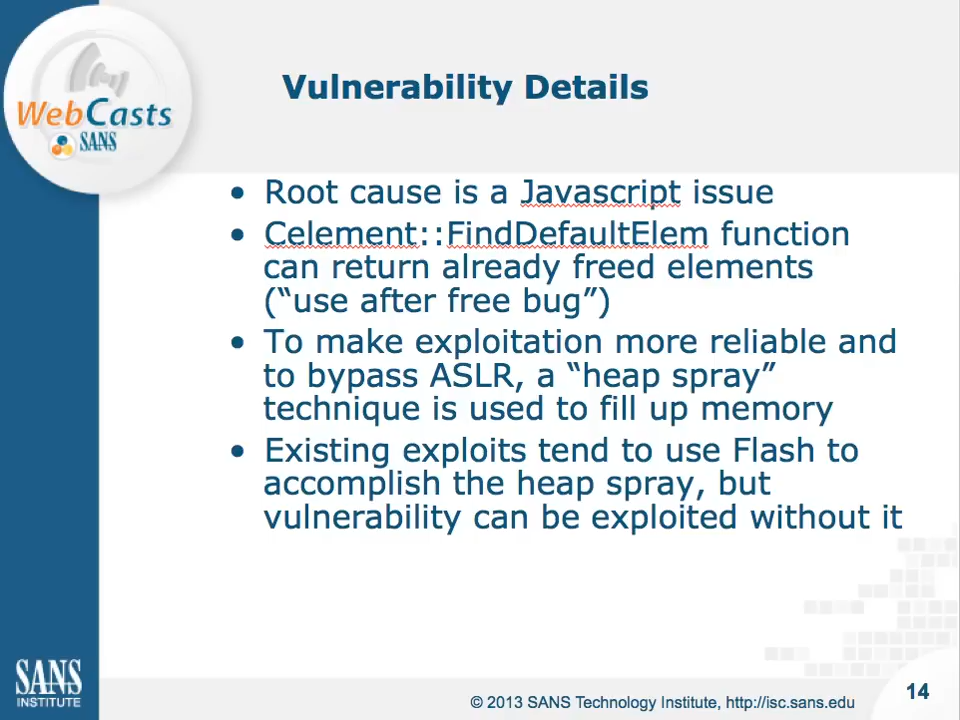 WebCasts
SANS
Vulnerability Details
• Root cause is a Javascript issue
• Celement::FindDefaultElem function
can return already freed elements
(“use after free bug”)
• To make exploitation more reliable and
to bypass ASLR, a “heap spray”
technique is used to fill up memory
• Existing exploits tend to use Flash to
accomplish the heap spray, but
vulnerability can be exploited without it
SANS
INSTITUTE
© 2013 SANS Technology Institute, http://isc.sans.edu
14